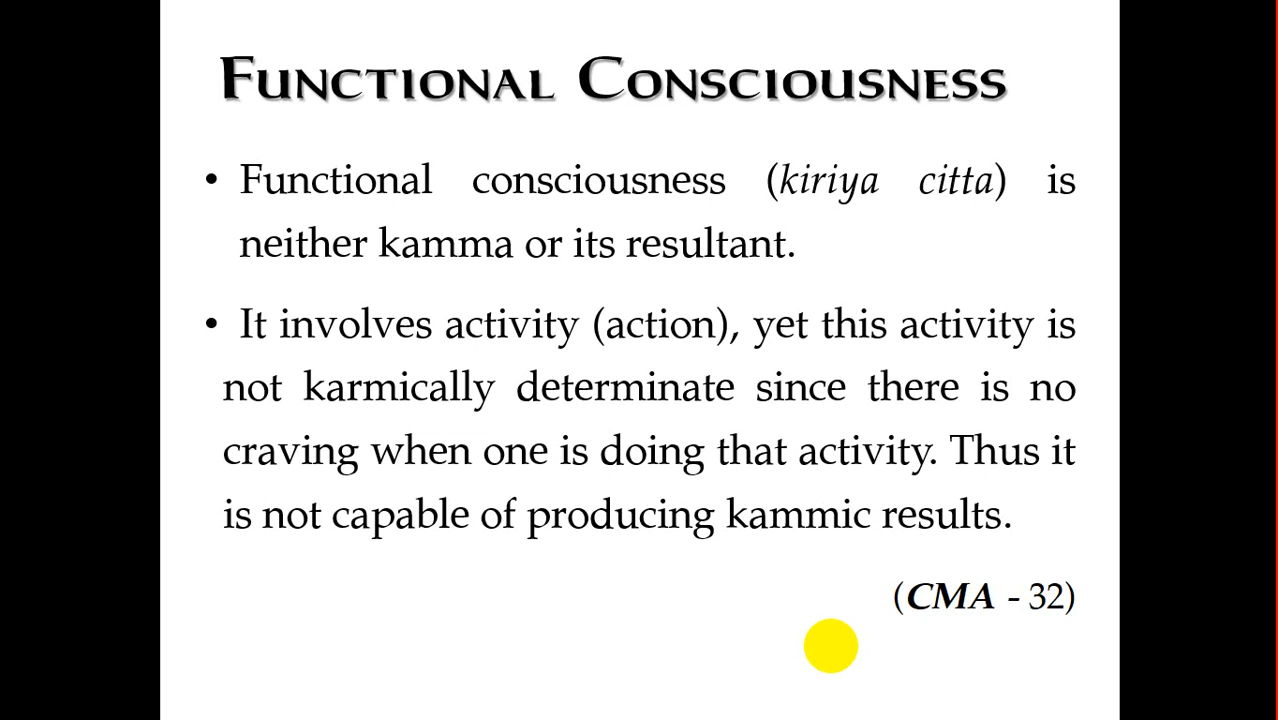 Functional Consciousness
• Functional consciousness (kiriya citta) is
neither kamma or its resultant.
• It involves activity (action), yet this activity is
not karmically determinate since there is no
craving when one is doing that activity. Thus it
is not capable of producing kammic results.
(CMA - 32)